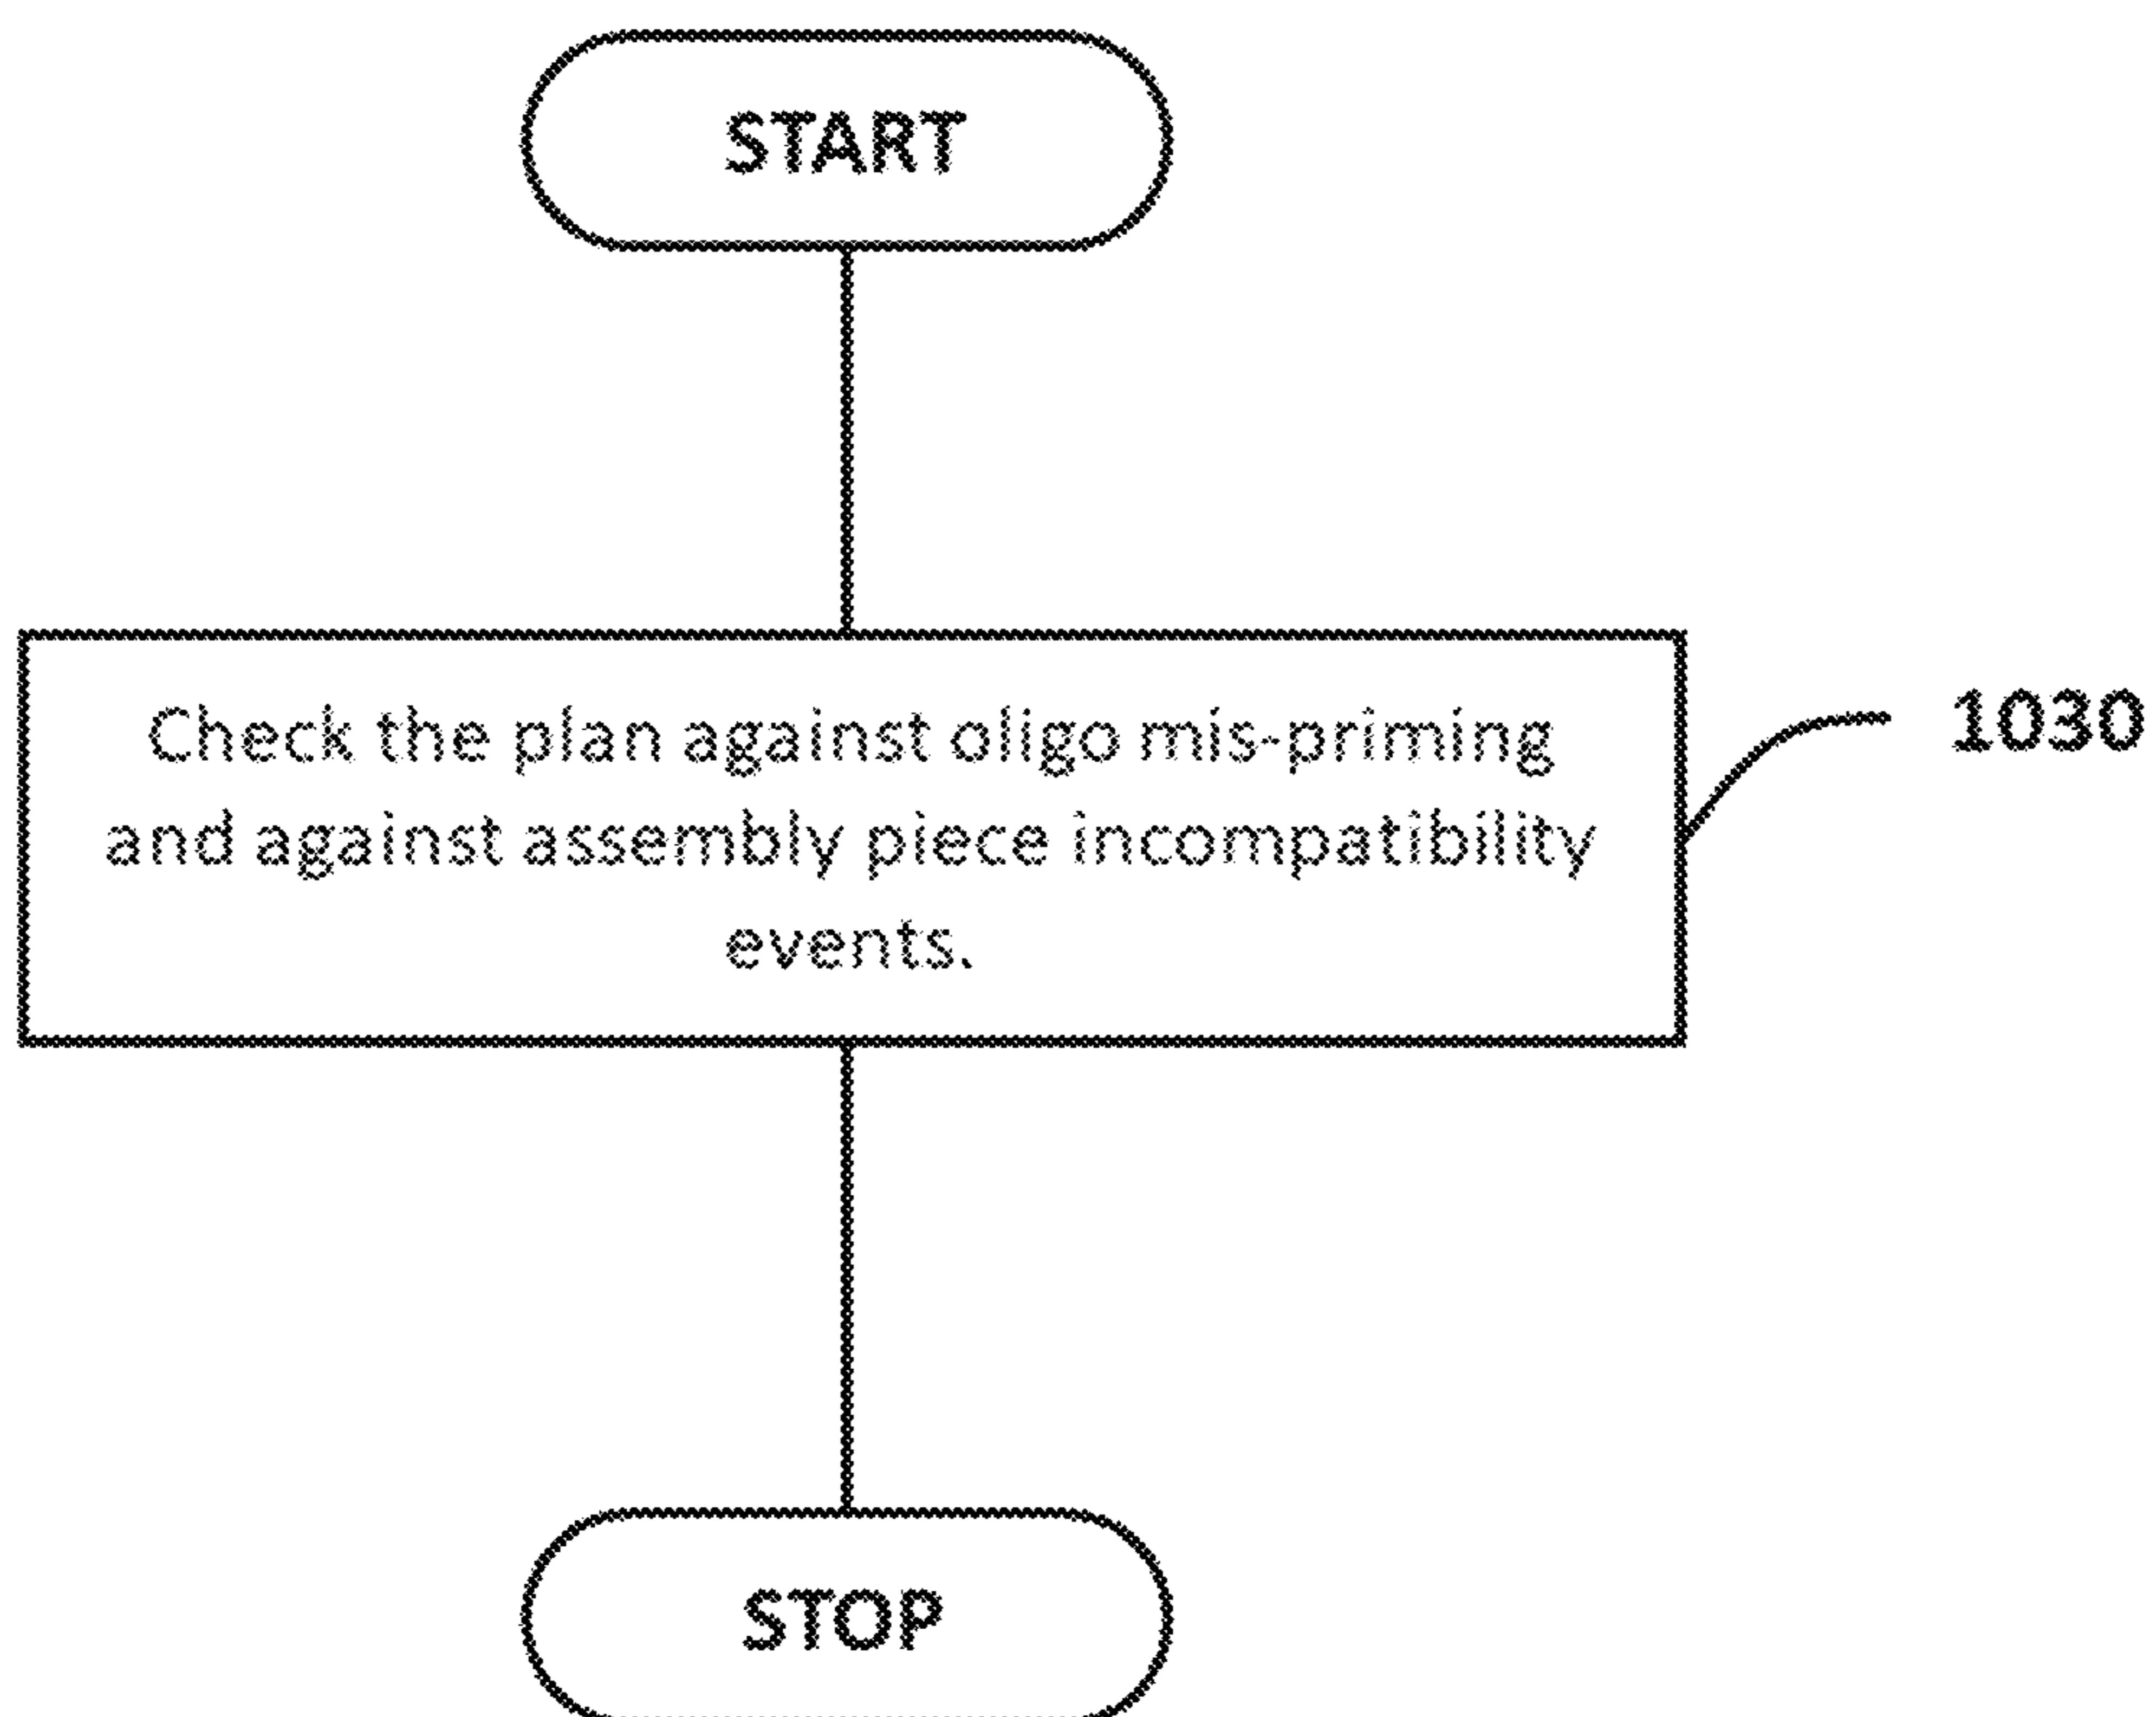 START
Check the plan against oligo mis-priming
and against assembly piece incompatibility
events.
1030
STOP